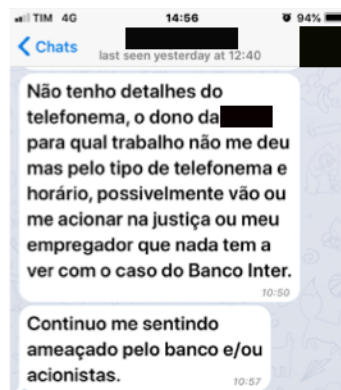 TIM 4G 14:56 94%
Chats
last seen yesterday at 12:40
Não tenho detalhes do
telefonema, o dono da
para qual trabalho não me deu
mas pelo tipo de telefonema e
horário, possivelmente vão ou
me acionar na justiça ou meu
empregador que nada tem a
ver com o caso do Banco Inter.
10:50
Continuo me sentindo
ameaçado pelo banco e/ou
acionistas.
10:57